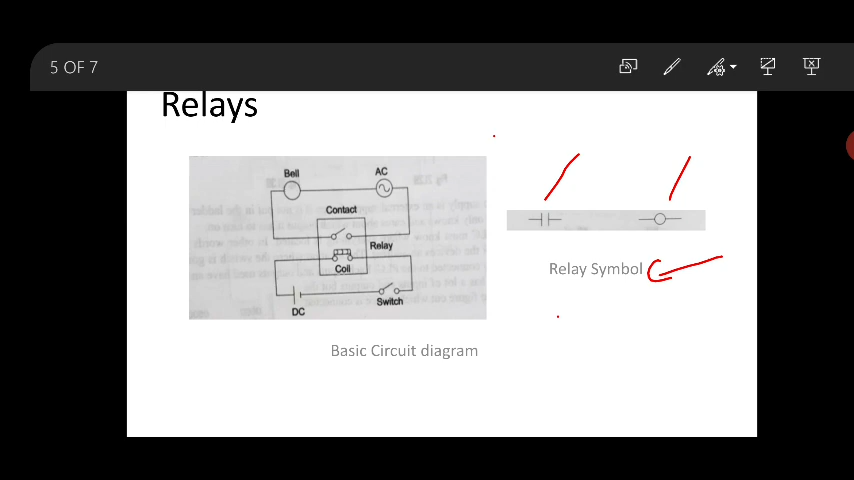 5 OF 7
Relays
Bell
AC
Contact
Relay
Coil
Switch
DC
Relay Symbol
Basic Circuit diagram